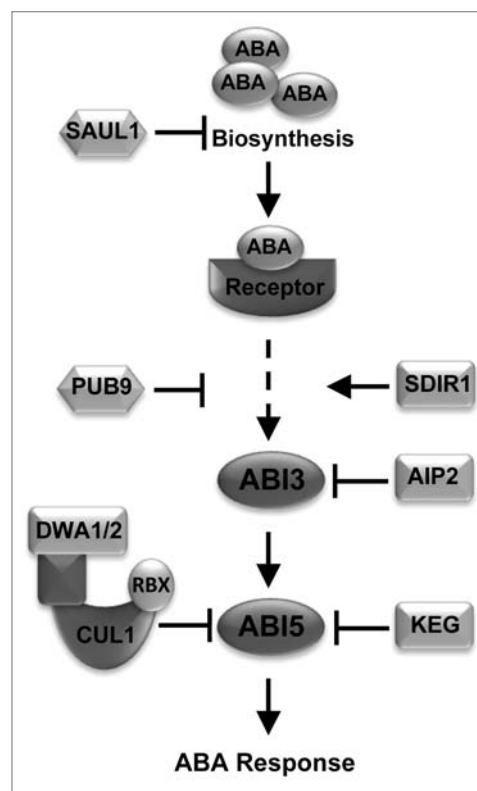 ABA
ABA
ABA
SAUL1
Biosynthesis
ABA
Receptor
PUB9
SDIR1
ABI3
AIP2
DWA1/2
RBX
CUL1
ABI5
KEG
ABA Response